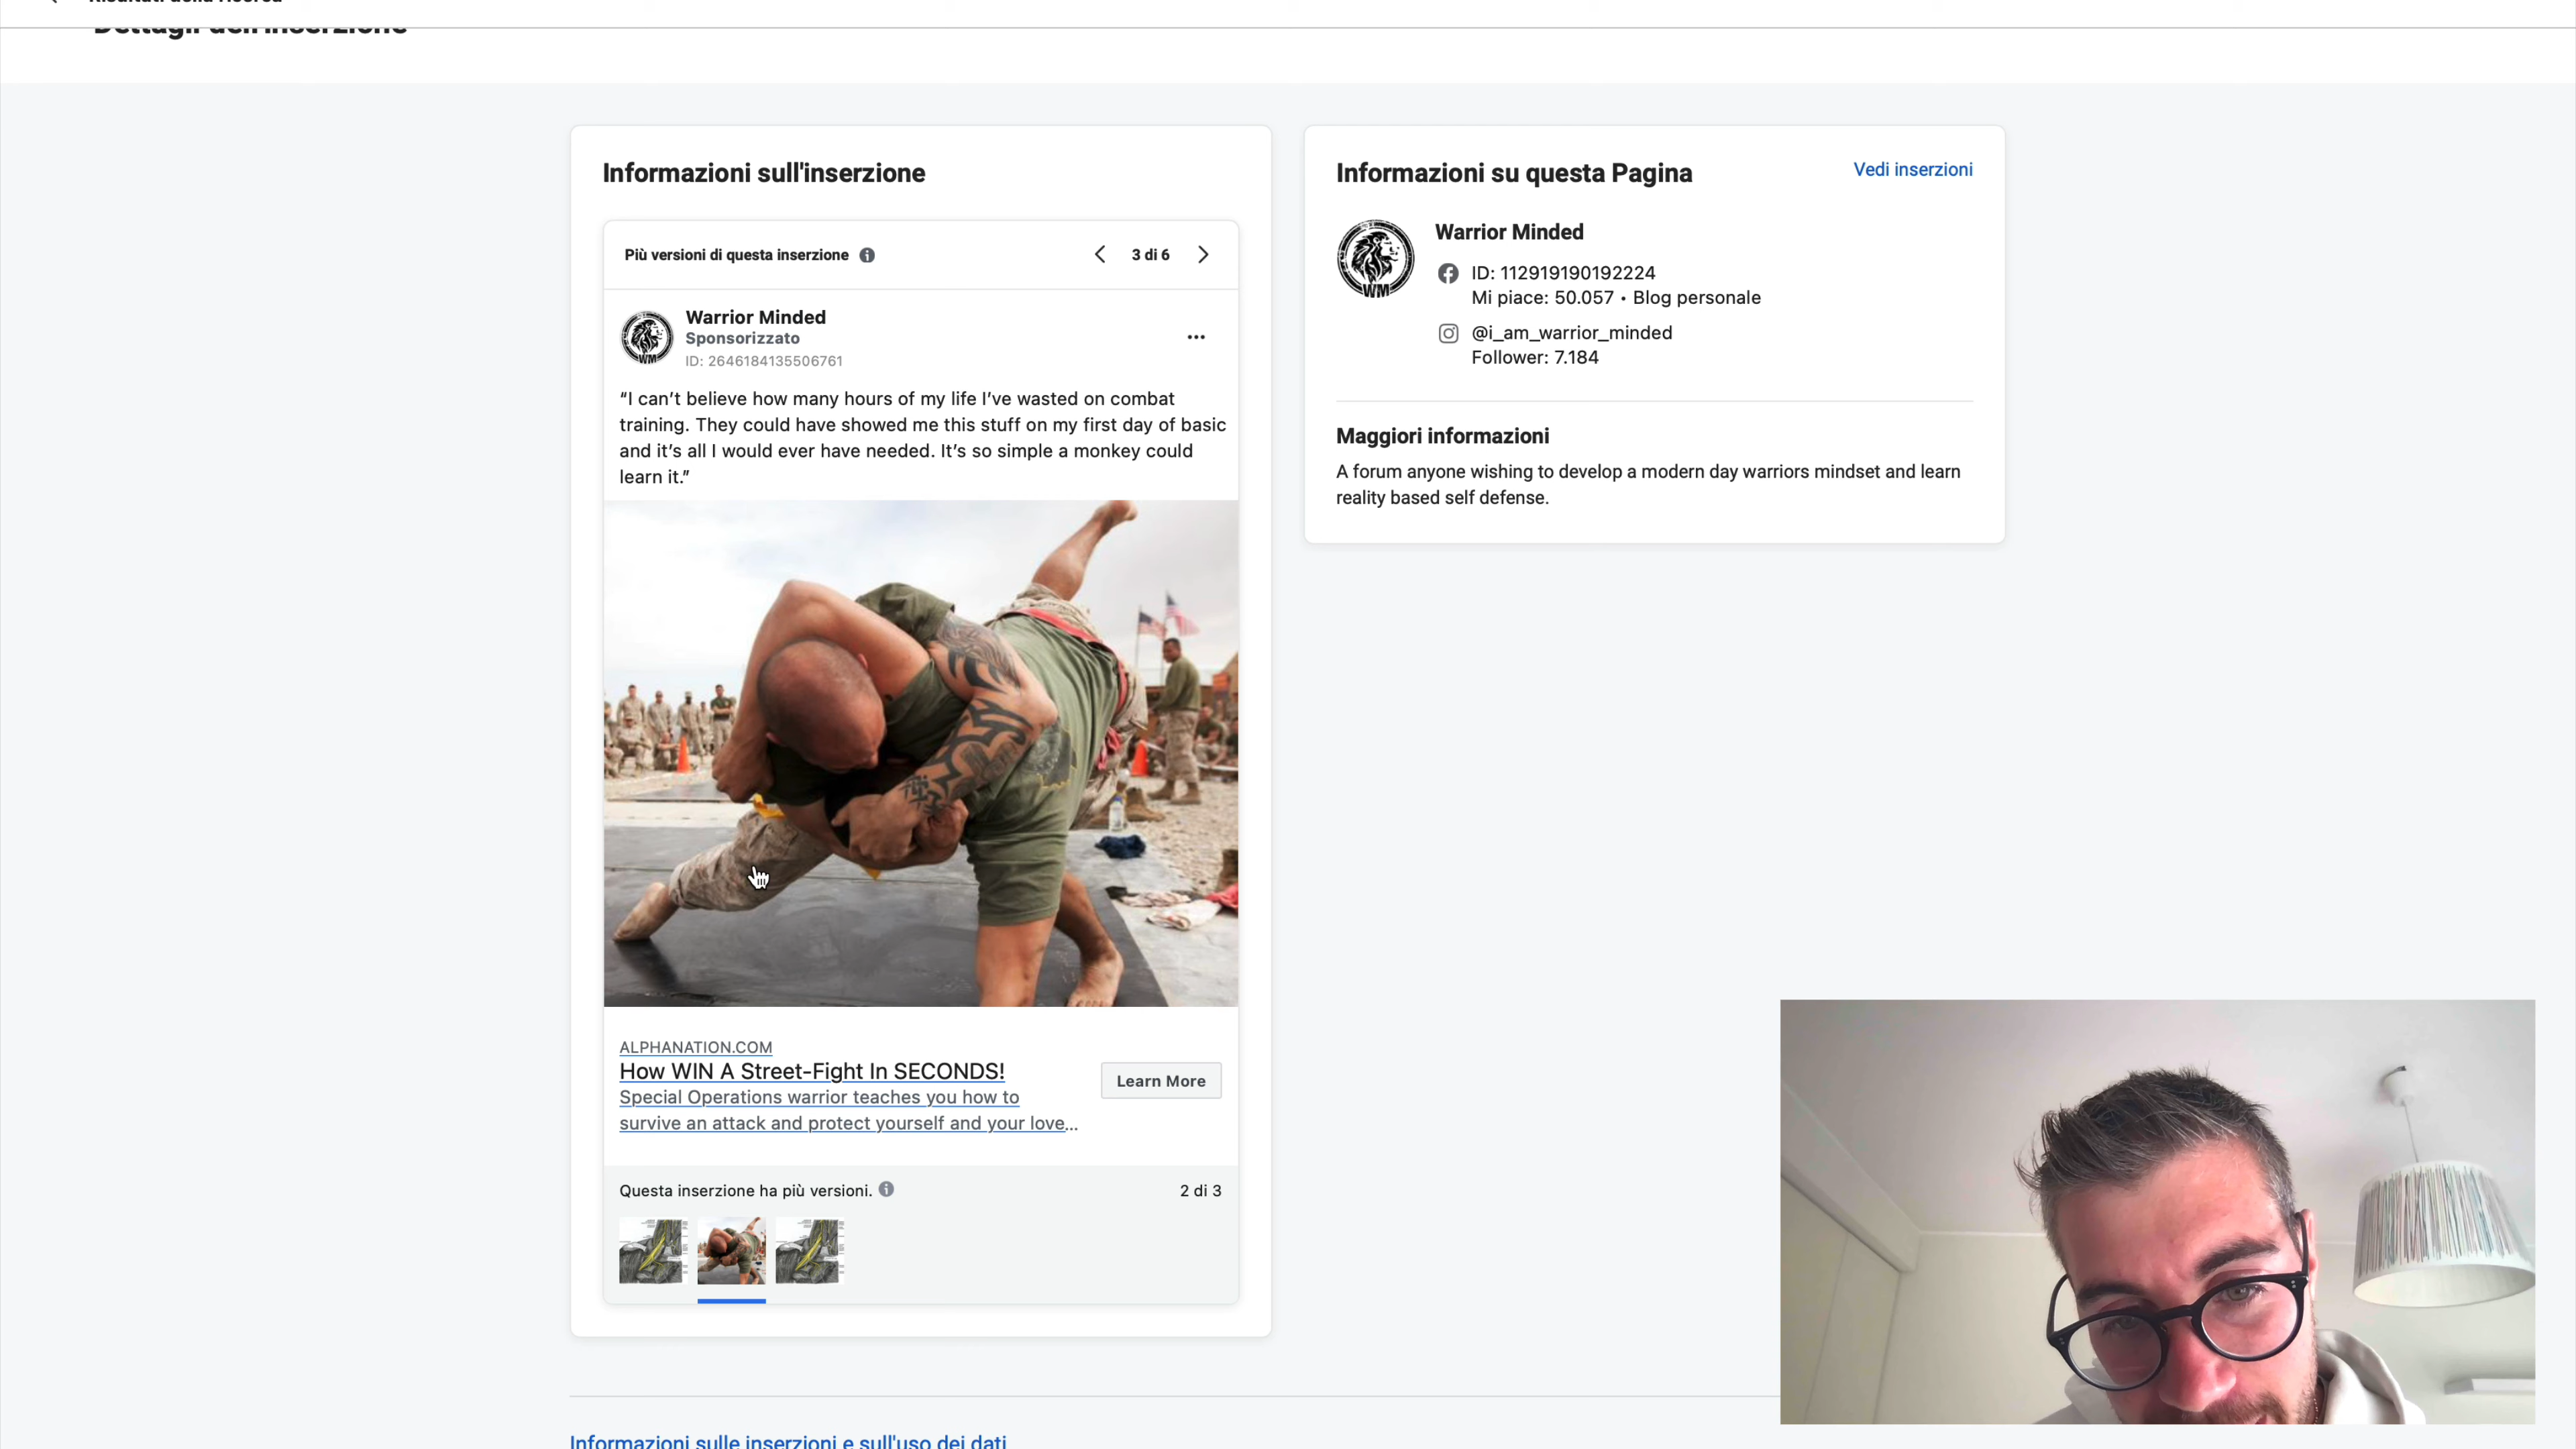 Risultati della ricerca
Dettagli dell'inserzione
Informazioni sull'inserzione
Più versioni di questa inserzione
3 di 6
Warrior Minded
Sponsorizzato
ID: 2646184135506761
“I can’t believe how many hours of my life I’ve wasted on combat
training. They could have showed me this stuff on my first day of basic
and it’s all I would ever have needed. It’s so simple a monkey could
learn it.”
ALPHANATION.COM
How WIN A Street-Fight In SECONDS!
Special Operations warrior teaches you how to
survive an attack and protect yourself and your love...
Learn More
Questa inserzione ha più versioni.
2 di 3
Informazioni su questa Pagina
Vedi inserzioni
WM
Warrior Minded
ID: 112919190192224
Mi piace: 50.057 • Blog personale
@i_am_warrior_minded
Follower: 7.184
Maggiori informazioni
A forum anyone wishing to develop a modern day warriors mindset and learn
reality based self defense.
Informazioni sulle inserzioni e sull'uso dei dati